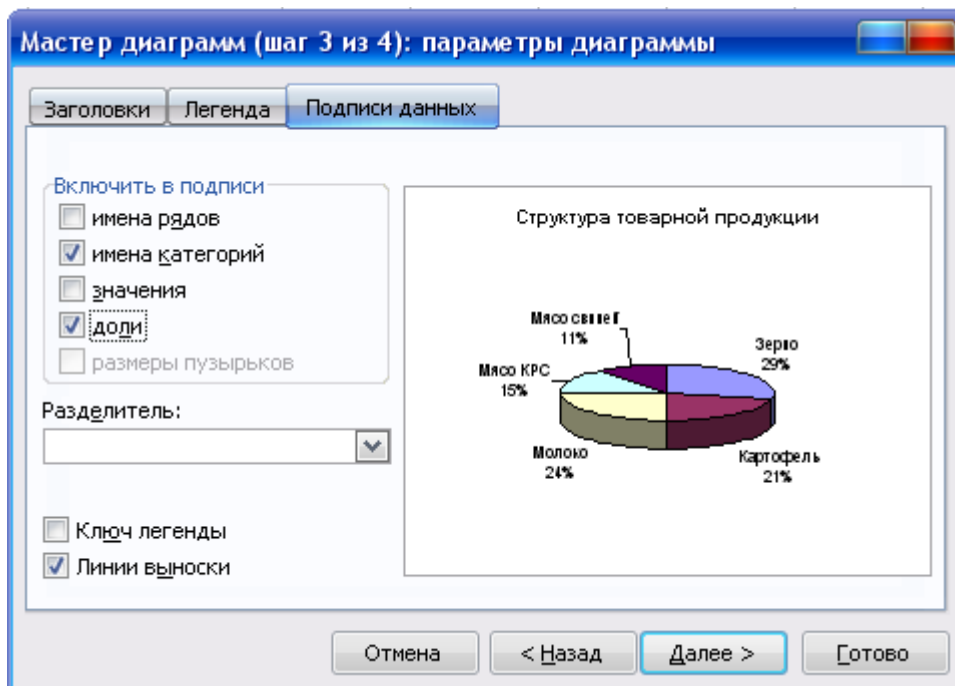 Мастер диаграмм (шаг 3 из 4): параметры диаграммы
Заголовки
Легенда
Подписи данных
Включить в подписи
имена рядов
имена категорий
значения
доли
размеры пузырьков
Разделитель:
Ключ легенды
Линии выноски
Структура товарной продукции
Мясо свиней
11%
Зерно
29%
Мясо КРС
15%
Молоко
24%
Картофель
21%
Отмена
< Назад
Далее >
Готово